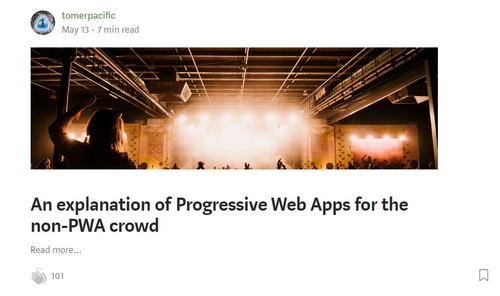 tomerpacific
May 13 · 7 min read
An explanation of Progressive Web Apps for the
non-PWA crowd
Read more...
101